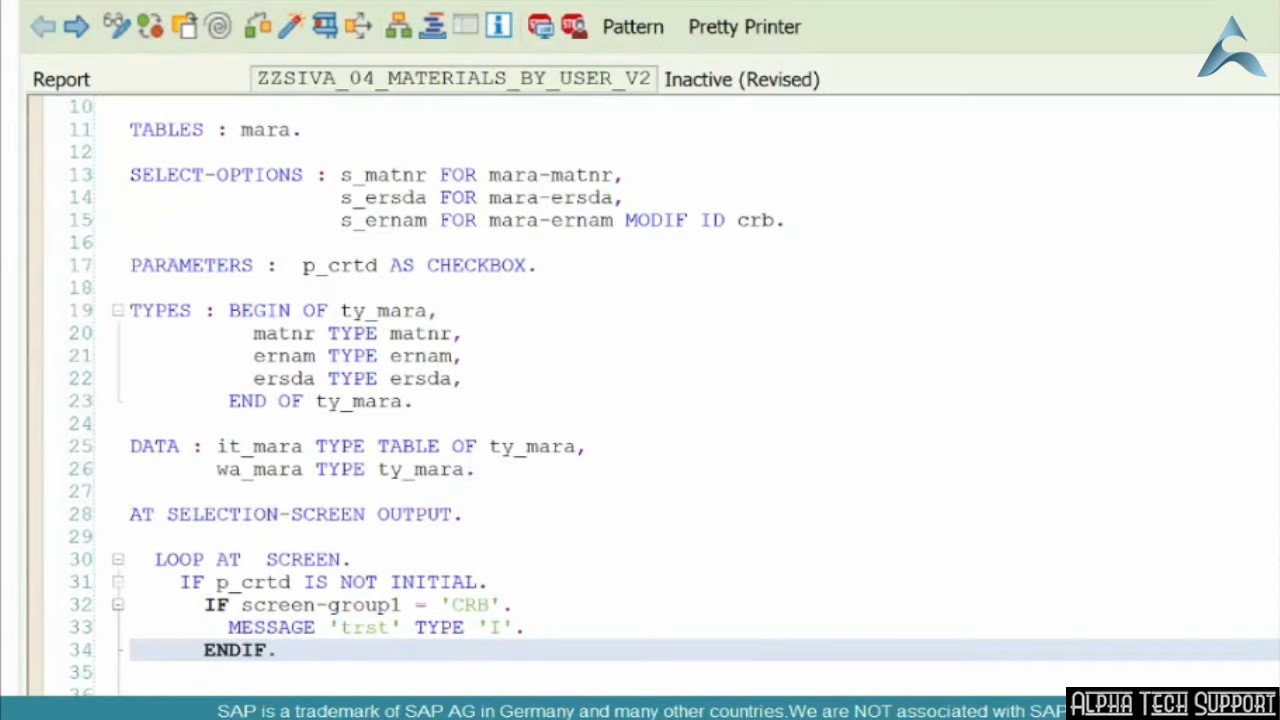 Pattern Pretty Printer
Report ZZSIVA_04_MATERIALS_BY_USER_V2 Inactive (Revised)
10
11 TABLES : mara.
12
13 SELECT-OPTIONS : s_matnr FOR mara-matnr,
14 s_ersda FOR mara-ersda,
15 s_ernam FOR mara-ernam MODIF ID crb.
16
17 PARAMETERS : p_crtd AS CHECKBOX.
18
19 TYPES : BEGIN OF ty_mara,
20 matnr TYPE matnr,
21 ernam TYPE ernam,
22 ersda TYPE ersda,
23 END OF ty_mara.
24
25 DATA : it_mara TYPE TABLE OF ty_mara,
26 wa_mara TYPE ty_mara.
27
28 AT SELECTION-SCREEN OUTPUT.
29
30 LOOP AT SCREEN.
31 IF p_crtd IS NOT INITIAL.
32 IF screen-group1 = 'CRB'.
33 MESSAGE 'trst' TYPE 'I'.
34 ENDIF.
35
SAP is a trademark of SAP AG in Germany and many other countries.We are NOT associated with SAP
ALPHA TECH SUPPORT